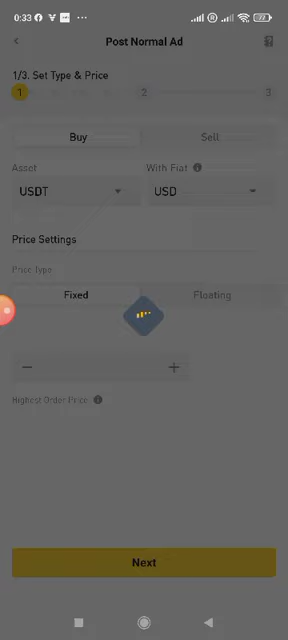 0:33
Post Normal Ad
1/3. Set Type & Price
1 2 3
Buy Sell
Asset With Fiat
USDT USD
Price Settings
Price Type
Fixed Floating
− +
Highest Order Price
Next